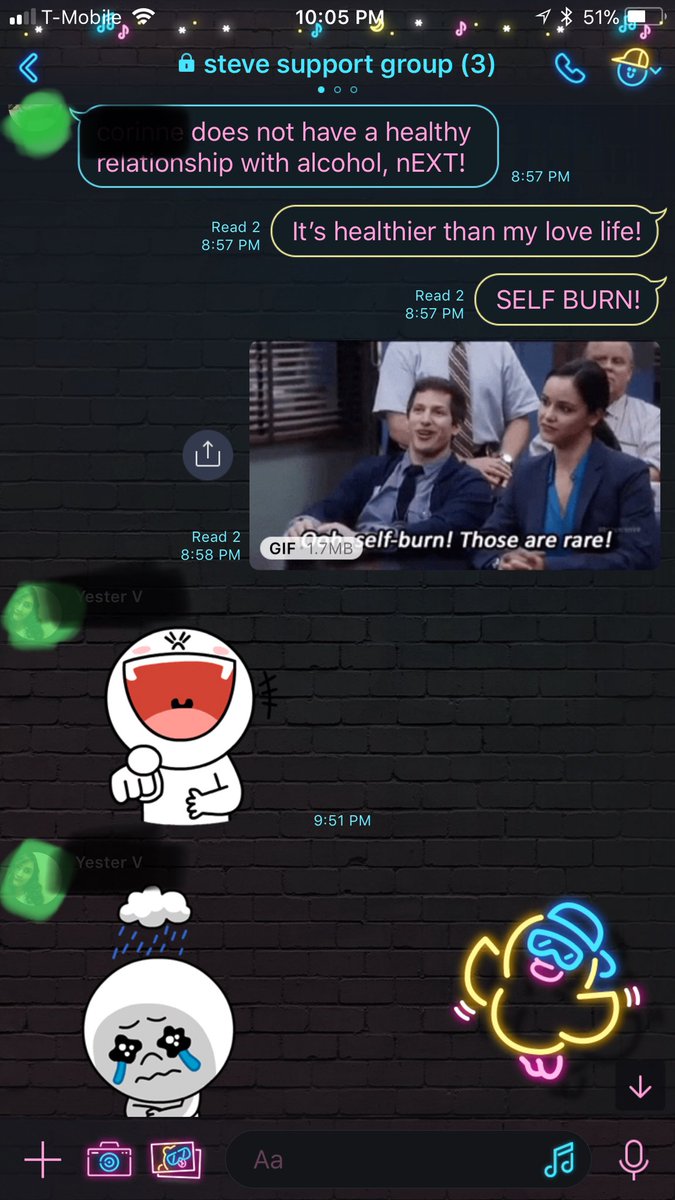 T-Mobile 10:05 PM 51%
steve support group (3)
corinne does not have a healthy
relationship with alcohol, nEXT!
8:57 PM
Read 2
8:57 PM
It's healthier than my love life!
Read 2
8:57 PM
SELF BURN!
Ooh, self-burn! Those are rare!
GIF 1.7MB
Read 2
8:58 PM
Yester V
9:51 PM
Yester V
Aa